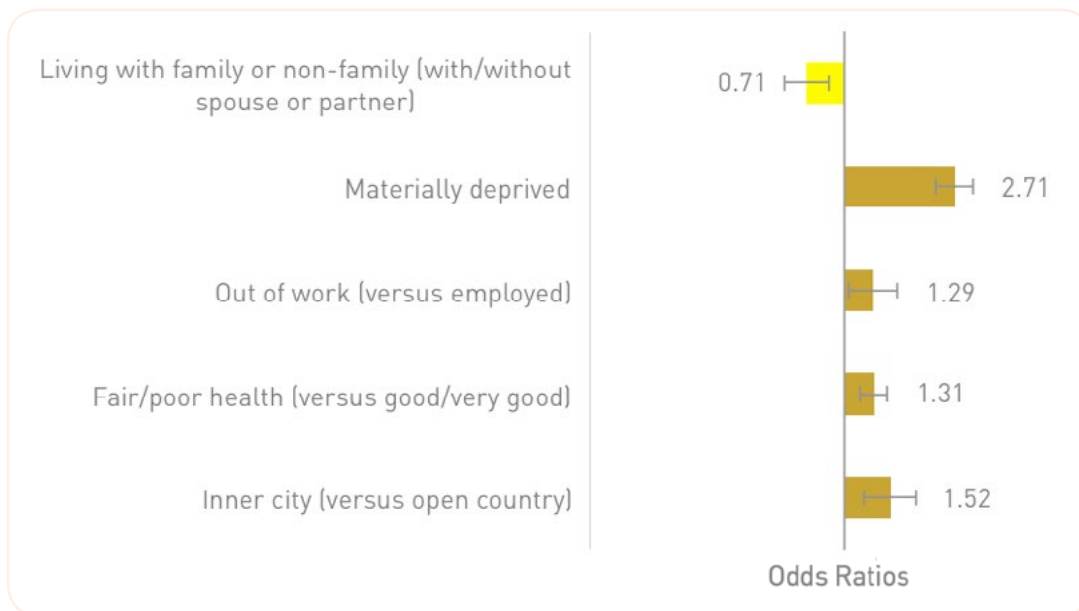 Living with family or non-family (with/without
spouse or partner)
0.71
Materially deprived
2.71
Out of work (versus employed)
1.29
Fair/poor health (versus good/very good)
1.31
Inner city (versus open country)
1.52
Odds Ratios